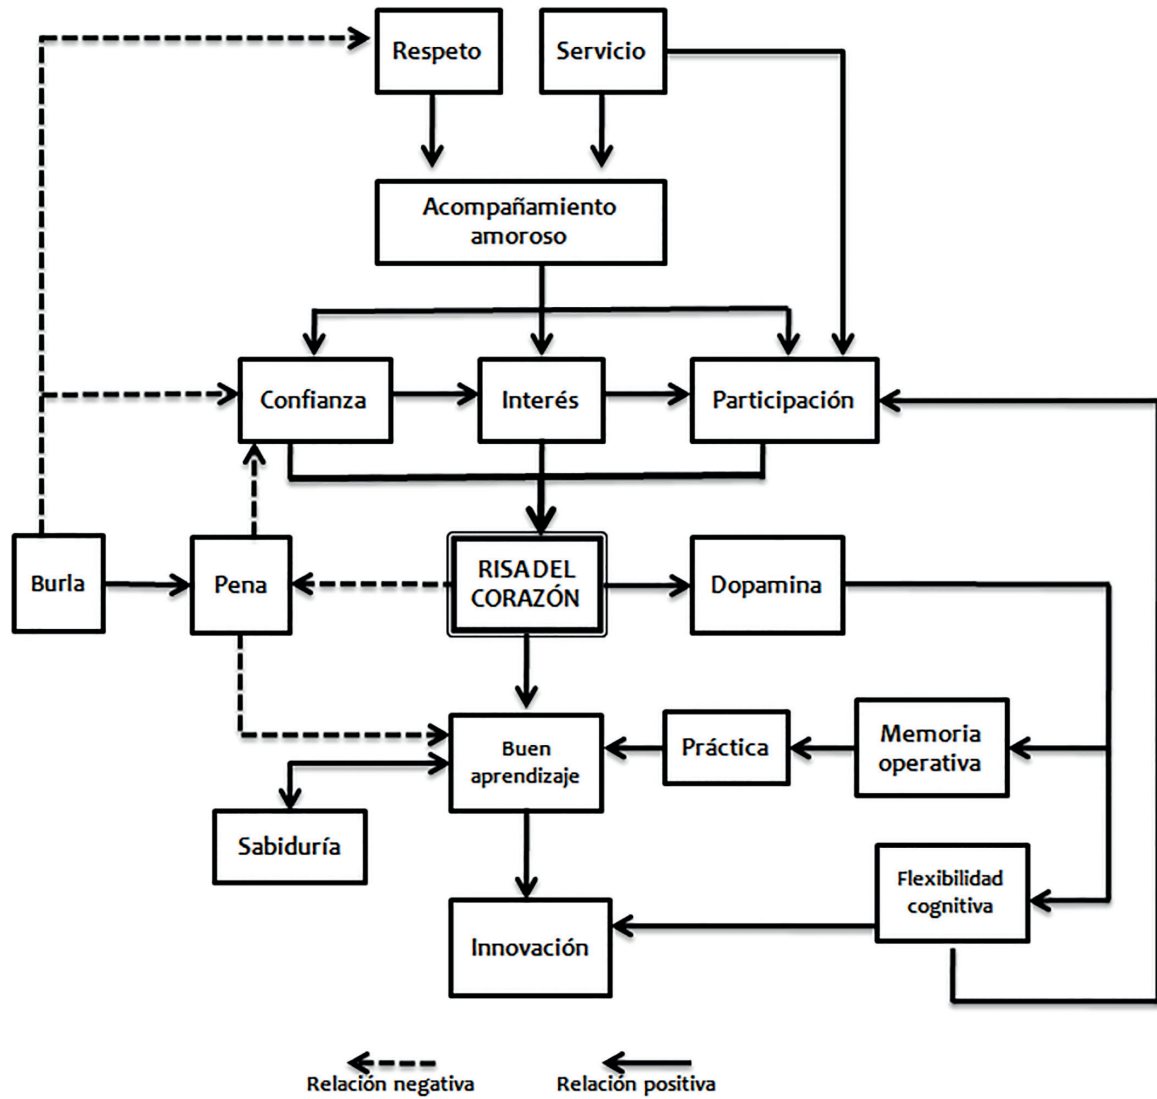 Respeto
Servicio
Acompañamiento
amoroso
Confianza
Interés
Participación
Burla
Pena
RISA DEL
CORAZÓN
Dopamina
Buen
aprendizaje
Práctica
Memoria
operativa
Sabiduría
Flexibilidad
cognitiva
Innovación
Relación negativa
Relación positiva